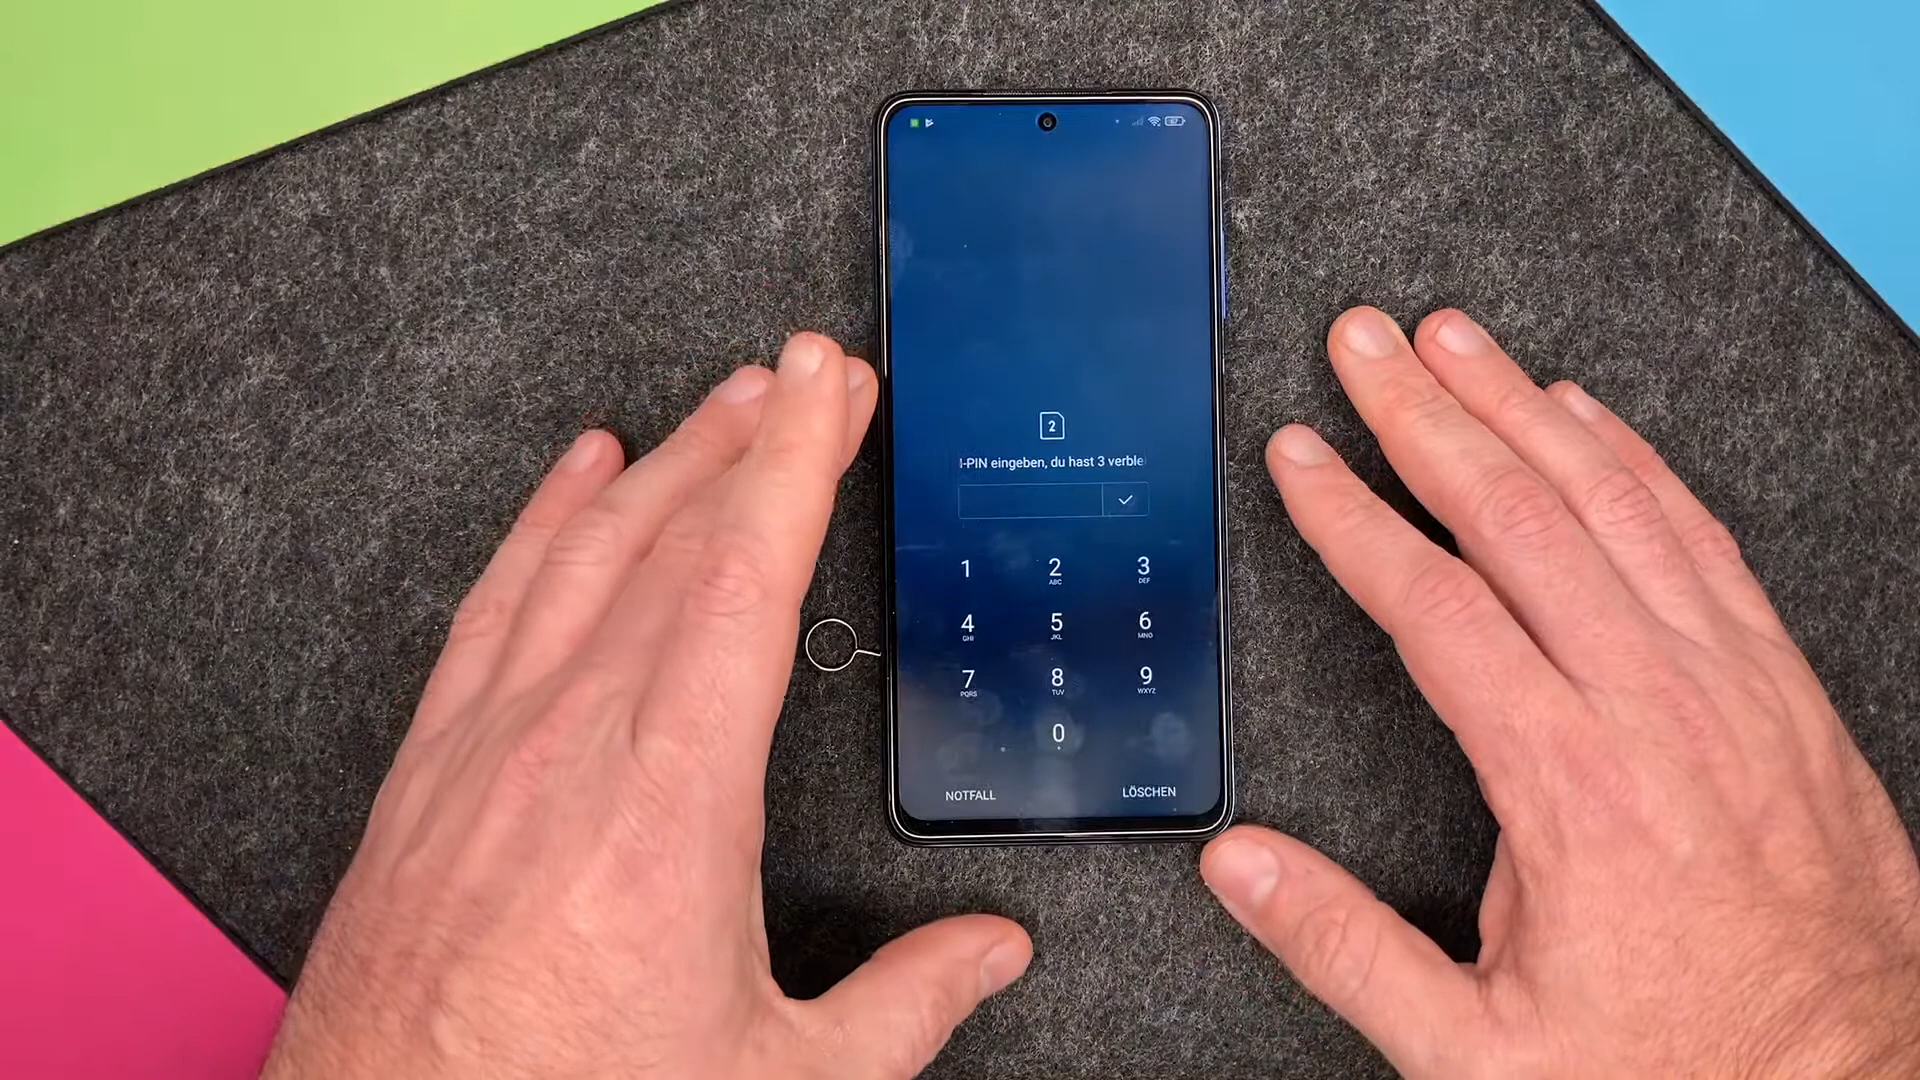 2
I-PIN eingeben, du hast 3 verble
1
2 ABC
3 DEF
4 GHI
5 JKL
6 MNO
7 PQRS
8 TUV
9 WXYZ
0
NOTFALL
LÖSCHEN